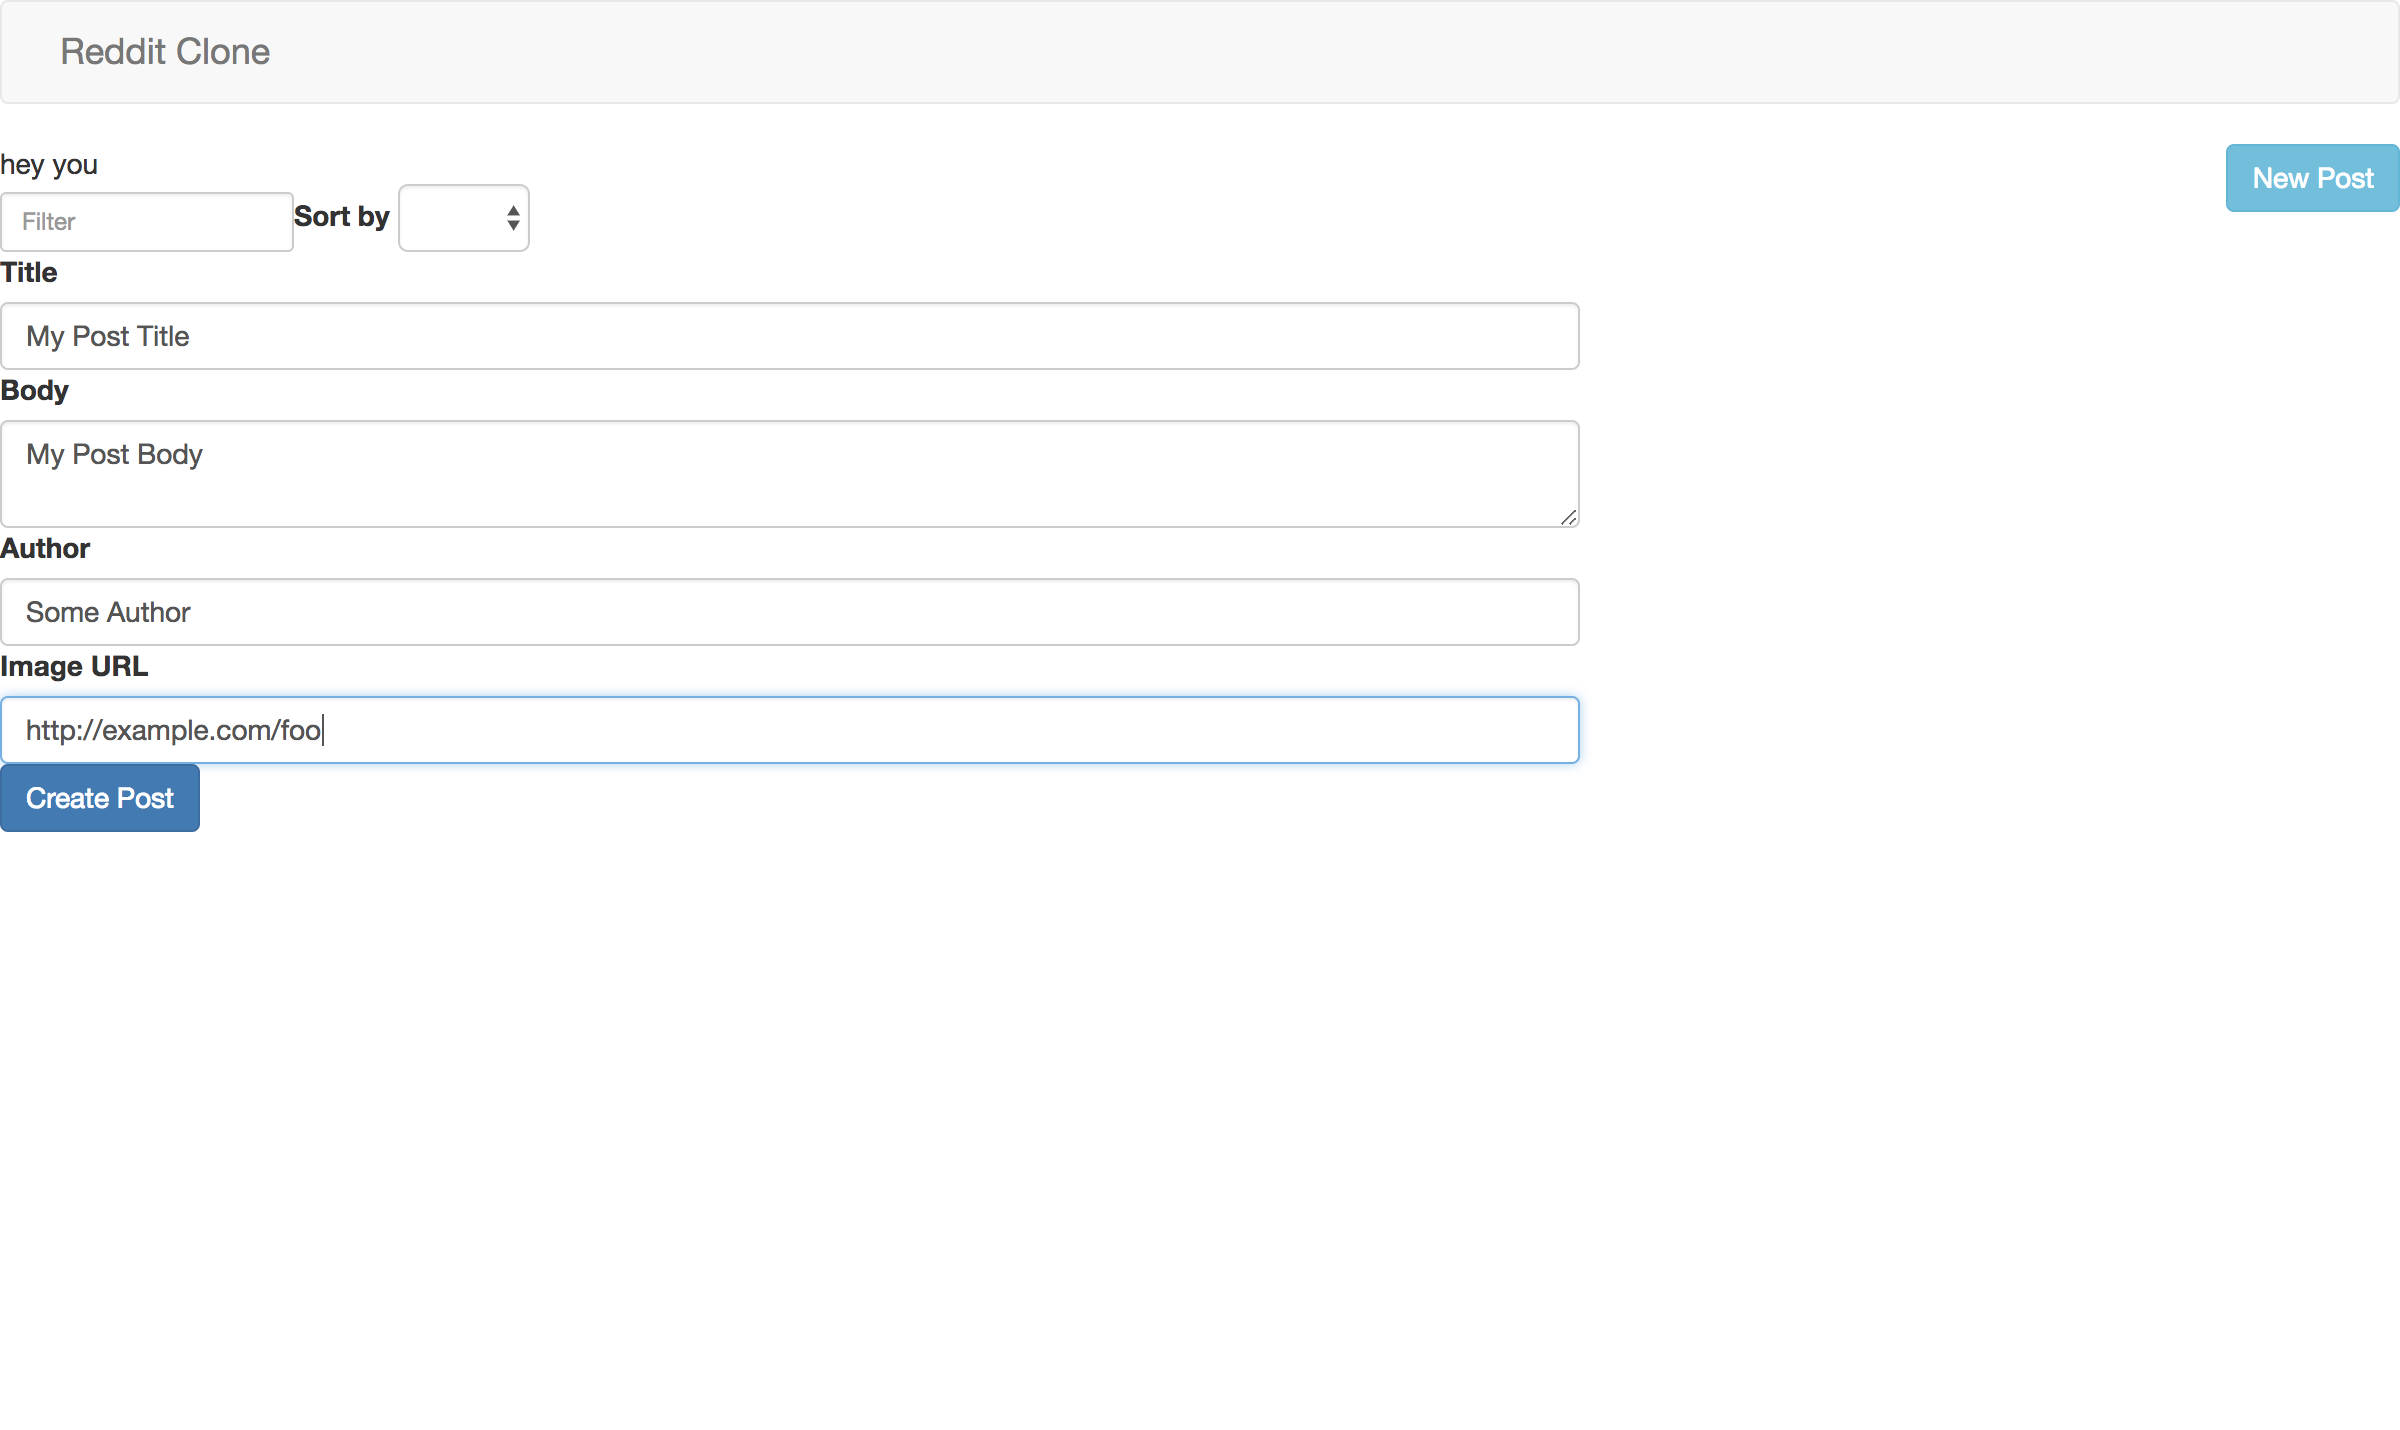 Reddit Clone
hey you
New Post
Filter
Sort by
Title
My Post Title
Body
My Post Body
Author
Some Author
Image URL
http://example.com/foo
Create Post